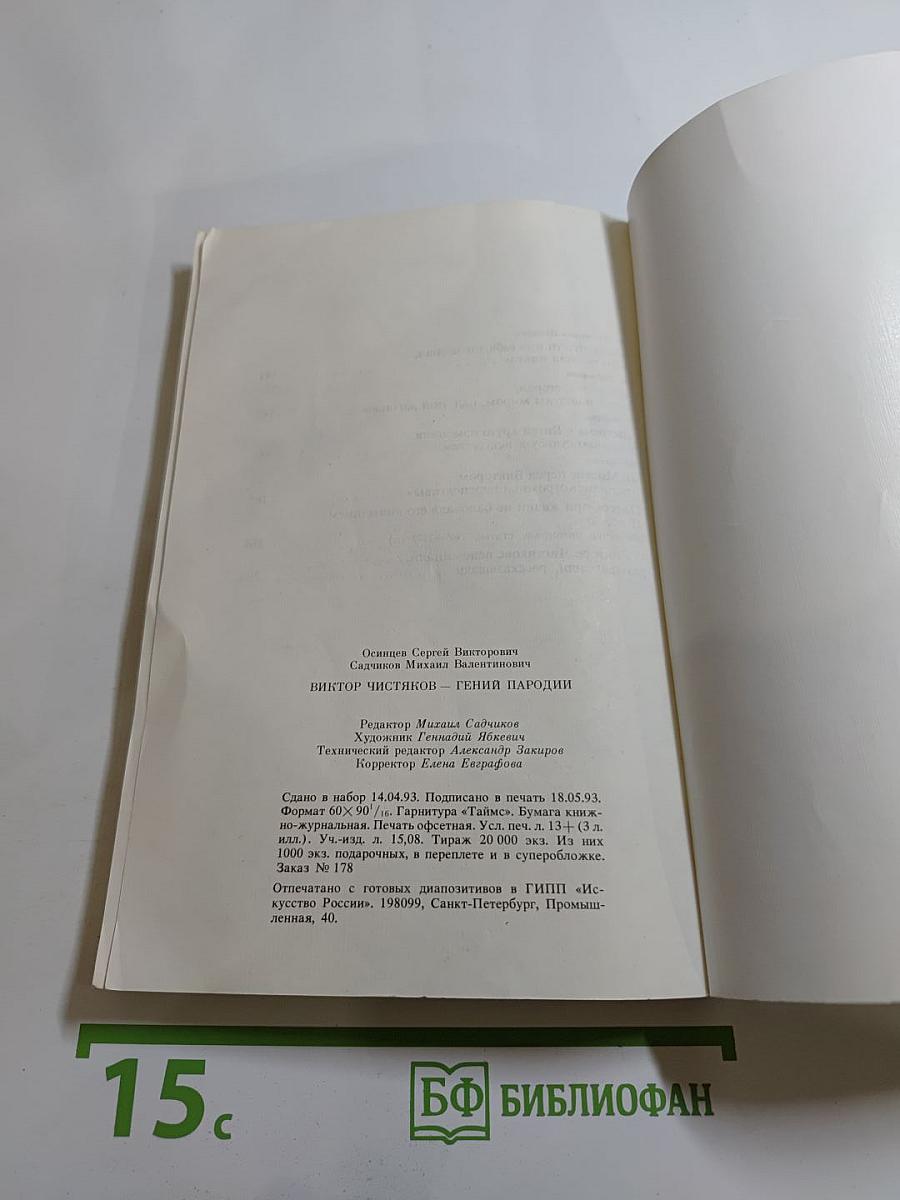 Осинцев Сергей Викторович
Садчиков Михаил Валентинович
ВИКТОР ЧИСТЯКОВ — ГЕНИЙ ПАРОДИИ
Редактор Михаил Садчиков
Художник Геннадий Ябкевич
Технический редактор Александр Закиров
Корректор Елена Евграфова
Сдано в набор 14.04.93. Подписано в печать 18.05.93.
Формат 60×90¹/₁₆. Гарнитура «Таймс». Бумага книж-
но-журнальная. Печать офсетная. Усл. печ. л. 13+(3 л.
илл.). Уч.-изд. л. 15,08. Тираж 20 000 экз. Из них
1000 экз. подарочных, в переплете и в суперобложке.
Заказ № 178
Отпечатано с готовых диапозитивов в ГИПП «Ис-
кусство России». 198099, Санкт-Петербург, Промыш-
ленная, 40.
15 с
БФ БИБЛИОФАН